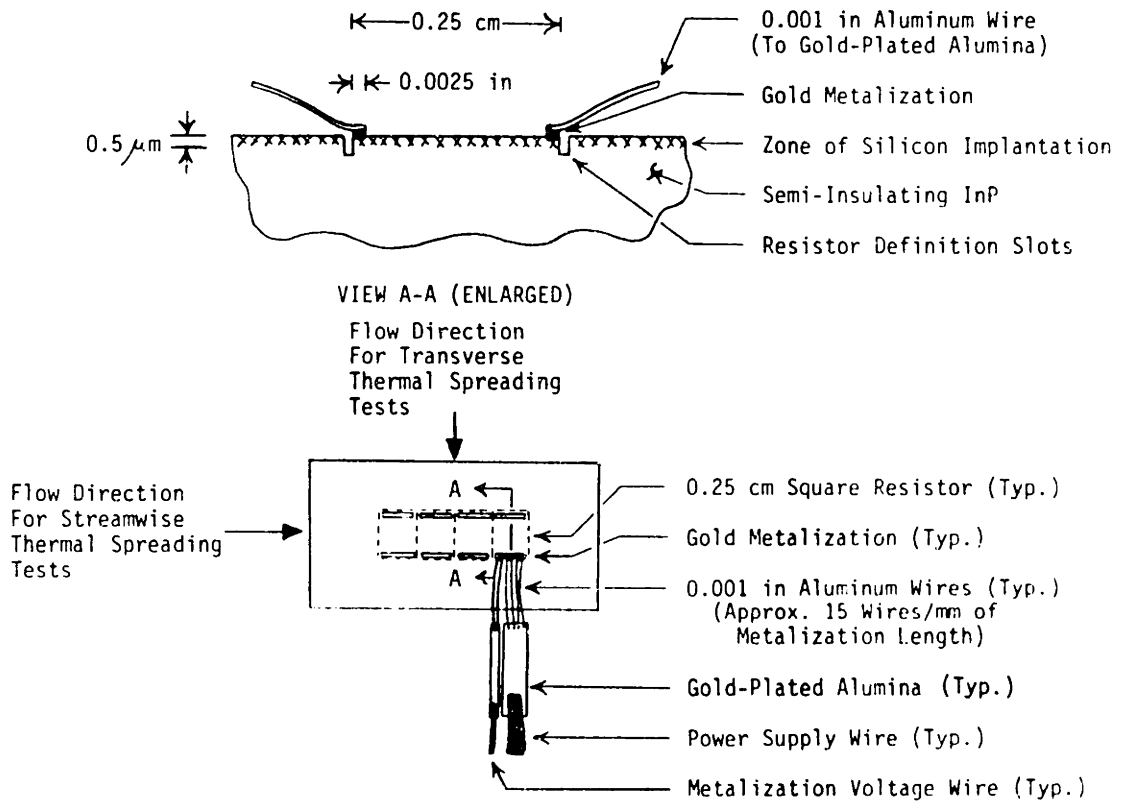 0.25 cm
0.001 in Aluminum Wire
(To Gold-Plated Alumina)
0.0025 in
Gold Metalization
0.5 μm
Zone of Silicon Implantation
Semi-Insulating InP
Resistor Definition Slots
VIEW A-A (ENLARGED)
Flow Direction
For Transverse
Thermal Spreading
Tests
Flow Direction
For Streamwise
Thermal Spreading
Tests
A
A
0.25 cm Square Resistor (Typ.)
Gold Metalization (Typ.)
0.001 in Aluminum Wires (Typ.)
(Approx. 15 Wires/mm of
Metalization Length)
Gold-Plated Alumina (Typ.)
Power Supply Wire (Typ.)
Metalization Voltage Wire (Typ.)